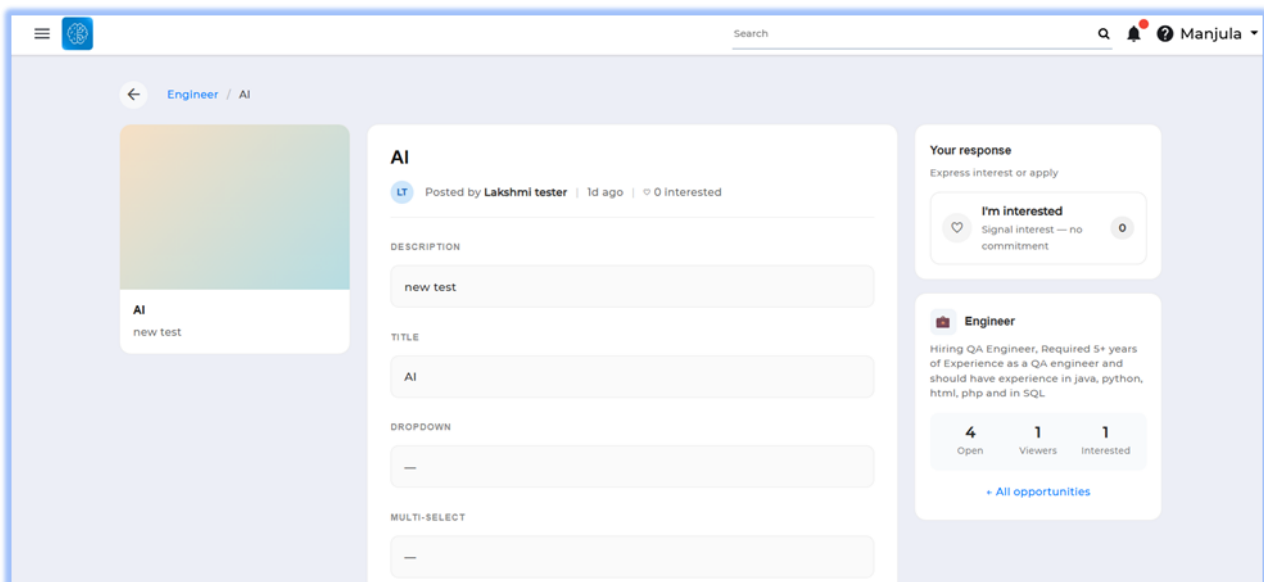 Search
Manjula
Engineer / AI
AI
new test
AI
LT Posted by Lakshmi tester | 1d ago | ♡ 0 interested
DESCRIPTION
new test
TITLE
AI
DROPDOWN
—
MULTI-SELECT
—
Your response
Express interest or apply
I'm interested
Signal interest — no
commitment
0
Engineer
Hiring QA Engineer, Required 5+ years
of Experience as a QA engineer and
should have experience in java, python,
html, php and in SQL
4 1 1
Open Viewers Interested
← All opportunities